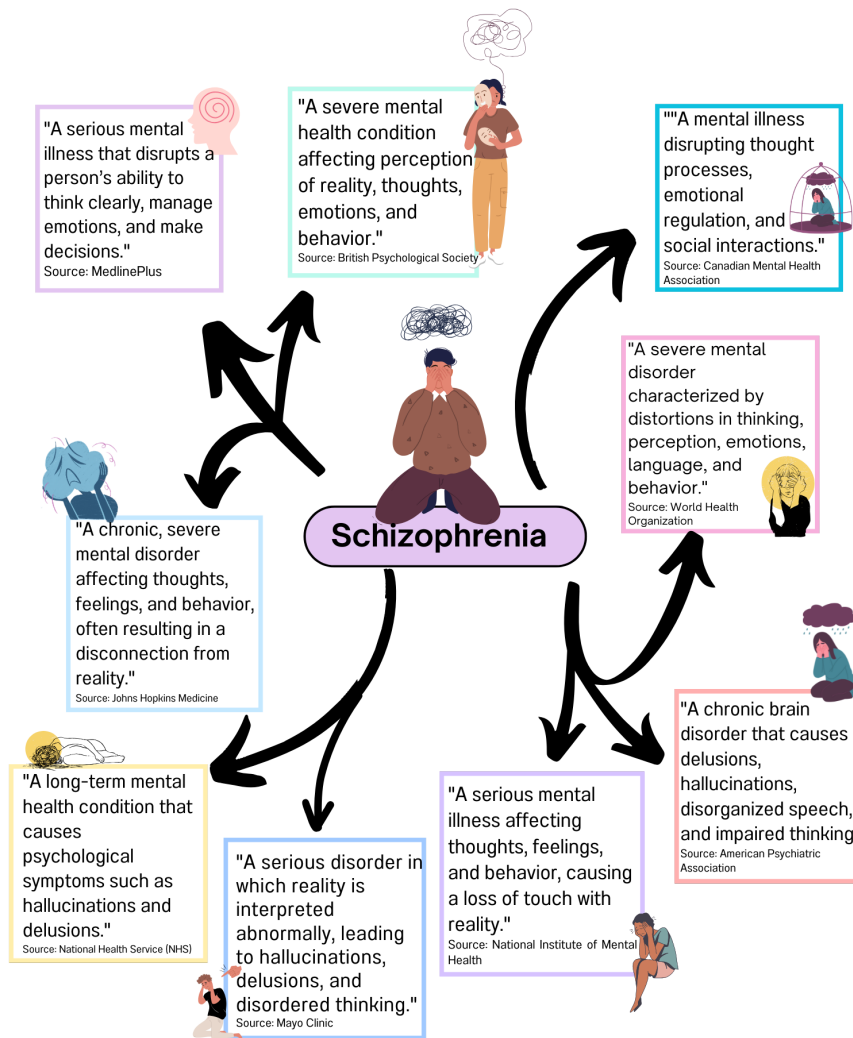 "A serious mental
illness that disrupts a
person's ability to
think clearly, manage
emotions, and make
decisions."
Source: MedlinePlus
"A severe mental
health condition
affecting perception
of reality, thoughts,
emotions, and
behavior."
Source: British Psychological Society
""A mental illness
disrupting thought
processes,
emotional
regulation, and
social interactions."
Source: Canadian Mental Health
Association
"A severe mental
disorder
characterized by
distortions in thinking,
perception, emotions,
language, and
behavior."
Source: World Health
Organization
Schizophrenia
"A chronic, severe
mental disorder
affecting thoughts,
feelings, and behavior,
often resulting in a
disconnection from
reality."
Source: Johns Hopkins Medicine
"A chronic brain
disorder that causes
delusions,
hallucinations,
disorganized speech,
and impaired thinking
Source: American Psychiatric
Association
"A long-term mental
health condition that
causes
psychological
symptoms such as
hallucinations and
delusions."
Source: National Health Service (NHS)
"A serious disorder in
which reality is
interpreted
abnormally, leading
to hallucinations,
delusions, and
disordered thinking."
Source: Mayo Clinic
"A serious mental
illness affecting
thoughts, feelings,
and behavior, causing
a loss of touch with
reality."
Source: National Institute of Mental
Health